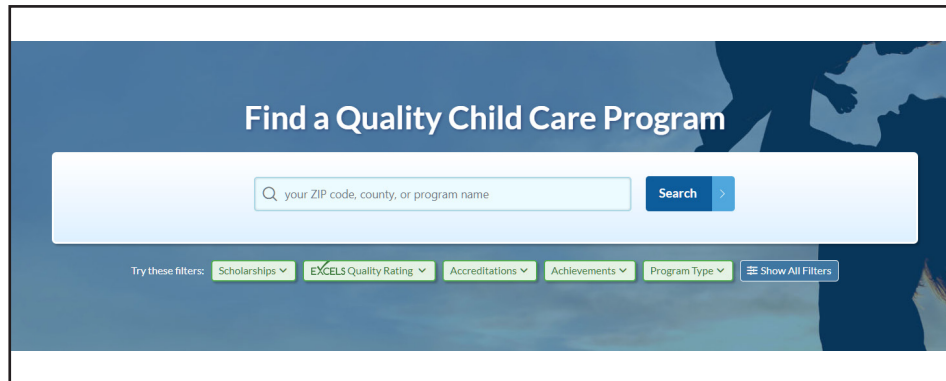 Find a Quality Child Care Program
your ZIP code, county, or program name
Search
Try these filters: Scholarships EXCELS Quality Rating Accreditations Achievements Program Type Show All Filters